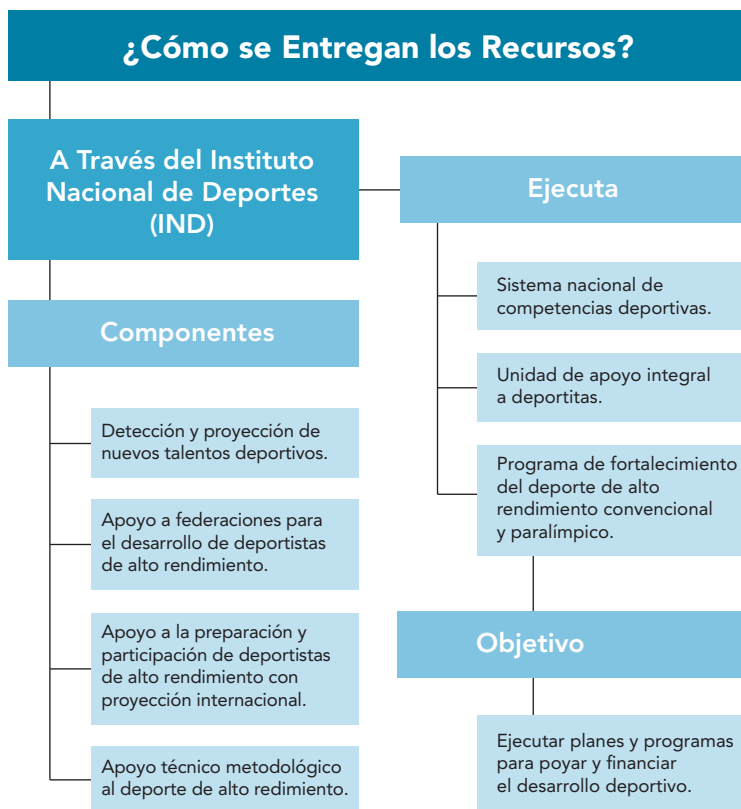 ¿Cómo se Entregan los Recursos?
A Través del Instituto
Nacional de Deportes
(IND)
Componentes
Detección y proyección de
nuevos talentos deportivos.
Apoyo a federaciones para
el desarrollo de deportistas
de alto rendimiento.
Apoyo a la preparación y
participación de deportistas
de alto rendimiento con
proyección internacional.
Apoyo técnico metodológico
al deporte de alto redimiento.
Ejecuta
Sistema nacional de
competencias deportivas.
Unidad de apoyo integral
a deportitas.
Programa de fortalecimiento
del deporte de alto
rendimiento convencional
y paralímpico.
Objetivo
Ejecutar planes y programas
para poyar y financiar
el desarrollo deportivo.